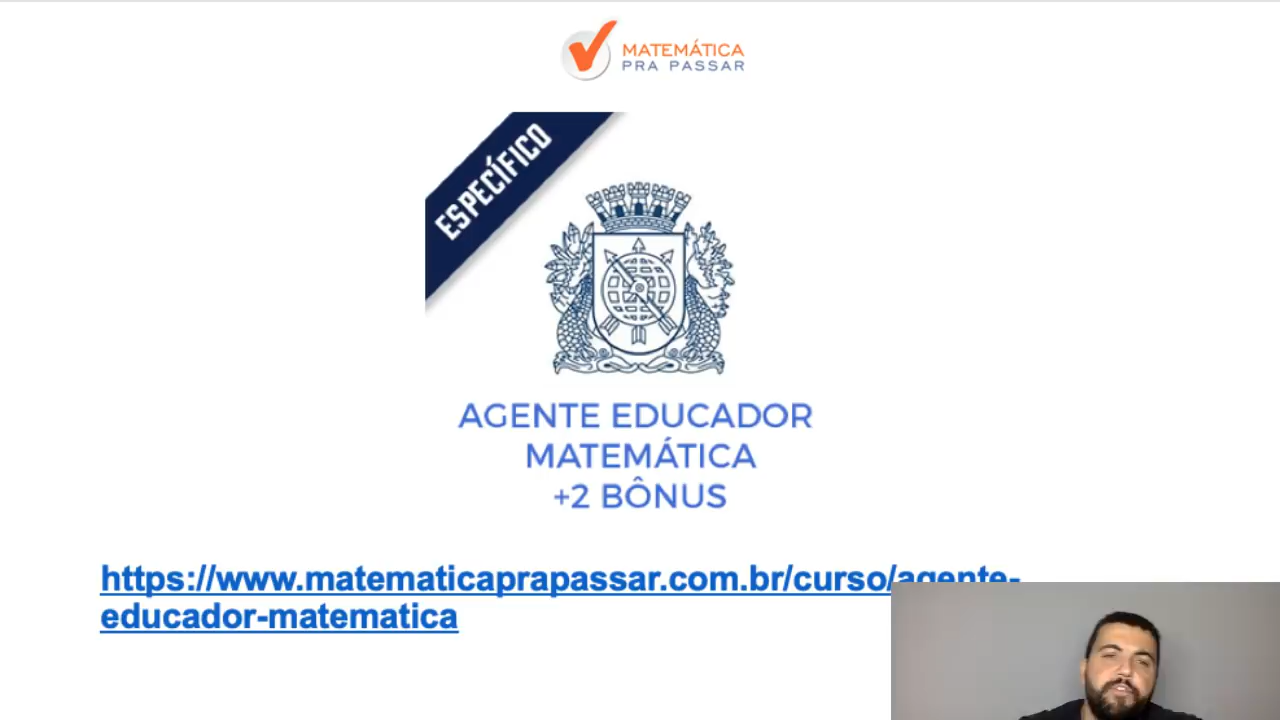 MATEMÁTICA
PRA PASSAR
ESPECÍFICO
AGENTE EDUCADOR
MATEMÁTICA
+2 BÔNUS
https://www.matematicaprapassar.com.br/curso/agente-
educador-matematica